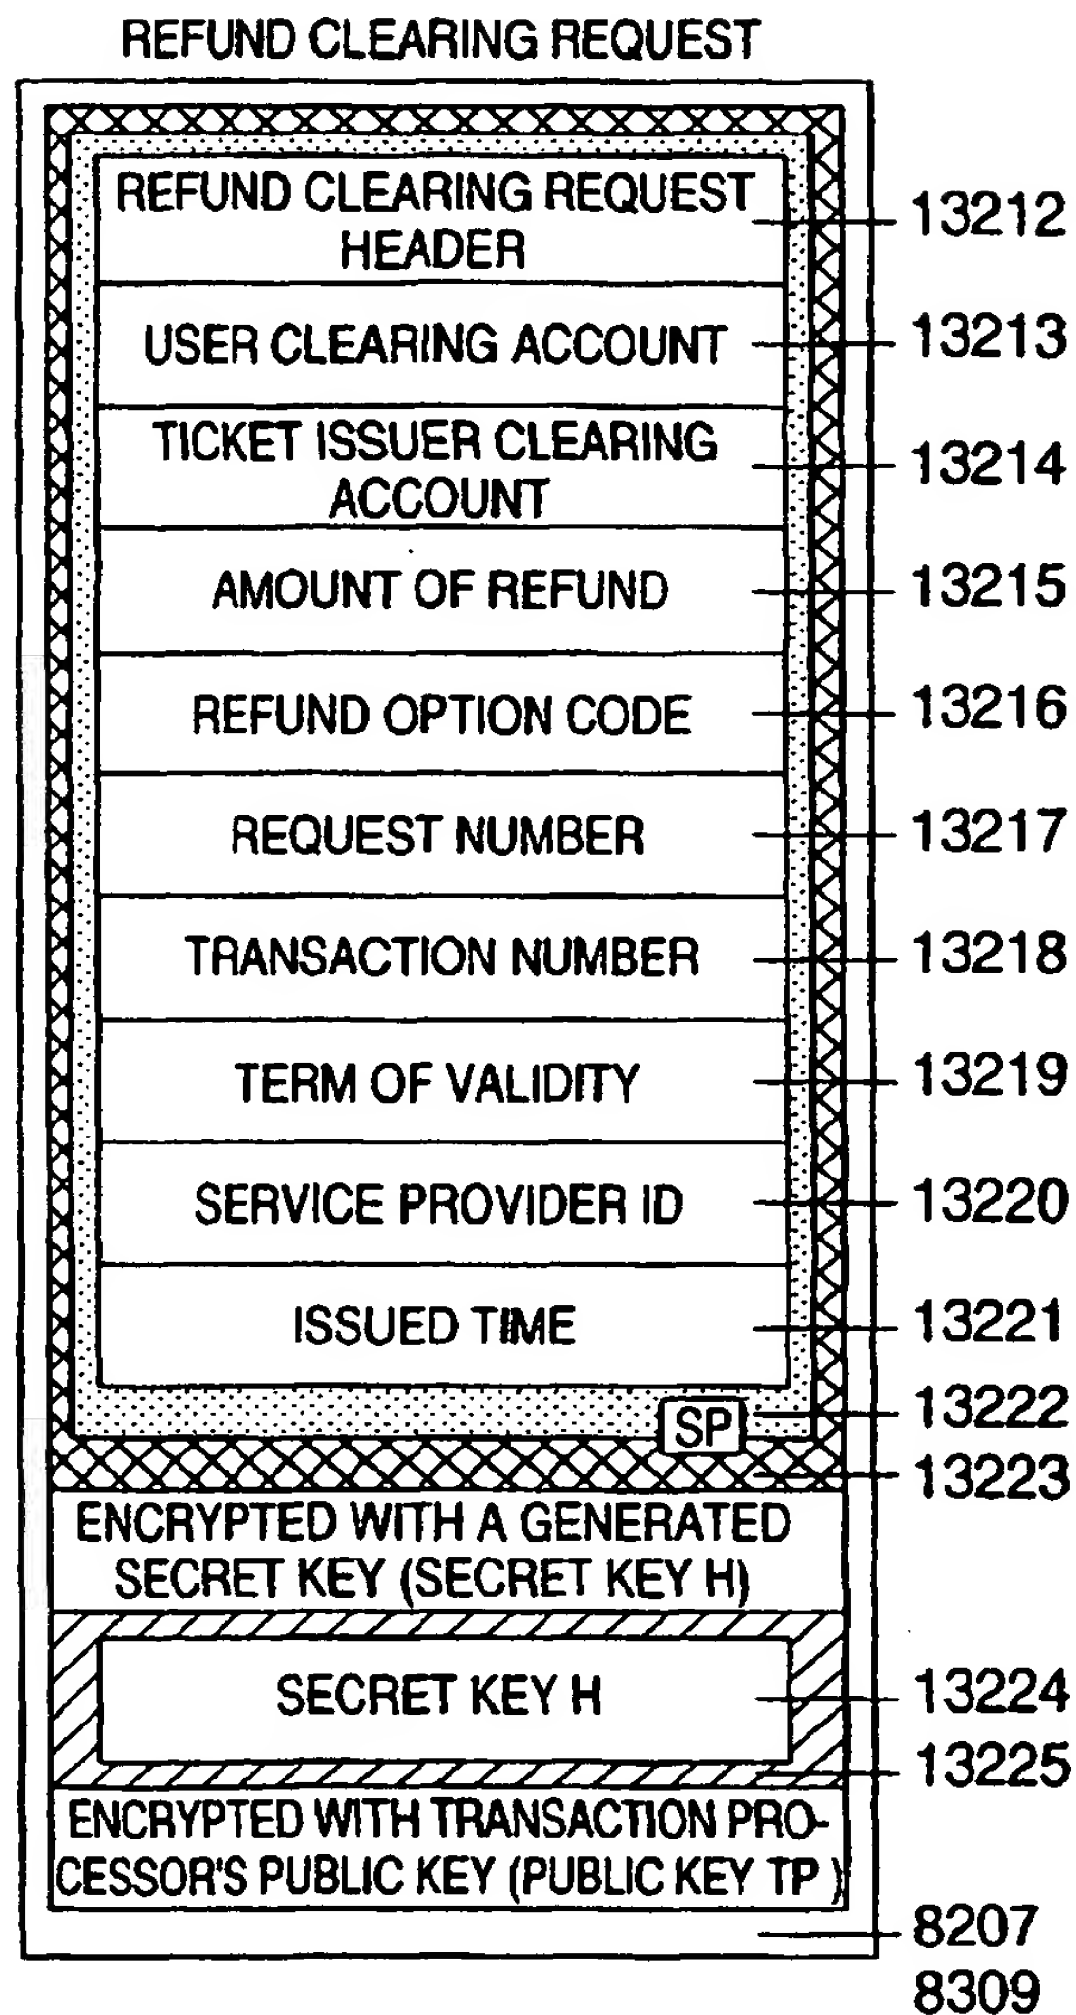 REFUND CLEARING REQUEST
REFUND CLEARING REQUEST
HEADER
13212
USER CLEARING ACCOUNT
13213
TICKET ISSUER CLEARING
ACCOUNT
13214
AMOUNT OF REFUND
13215
REFUND OPTION CODE
13216
REQUEST NUMBER
13217
TRANSACTION NUMBER
13218
TERM OF VALIDITY
13219
SERVICE PROVIDER ID
13220
ISSUED TIME
13221
SP
13222
13223
ENCRYPTED WITH A GENERATED
SECRET KEY (SECRET KEY H)
SECRET KEY H
13224
13225
ENCRYPTED WITH TRANSACTION PRO-
CESSOR'S PUBLIC KEY (PUBLIC KEY TP )
8207
8309